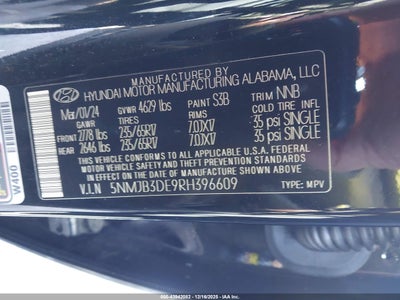 MANUFACTURED BY
HYUNDAI MOTOR MANUFACTURING ALABAMA, LLC
Mar/01/24 GVWR 4629 lbs PAINT S3B TRIM NNB
GAWR TIRES RIMS COLD TIRE INFL
FRONT 2778 lbs 235/65R17 7.0JX17 35 psi SINGLE
REAR 2646 lbs 235/65R17 7.0JX17 35 psi SINGLE
THIS VEHICLE CONFORMS TO ALL APPLICABLE U.S.A. FEDERAL
MOTOR VEHICLE SAFETY BUMPER, AND THEFT PREVENTION
STANDARDS IN EFFECT ON THE DATE OF MANUFACTURE SHOWN ABOVE.
V.I.N 5NMJB3DE9RH396609 TYPE: MPV
W400